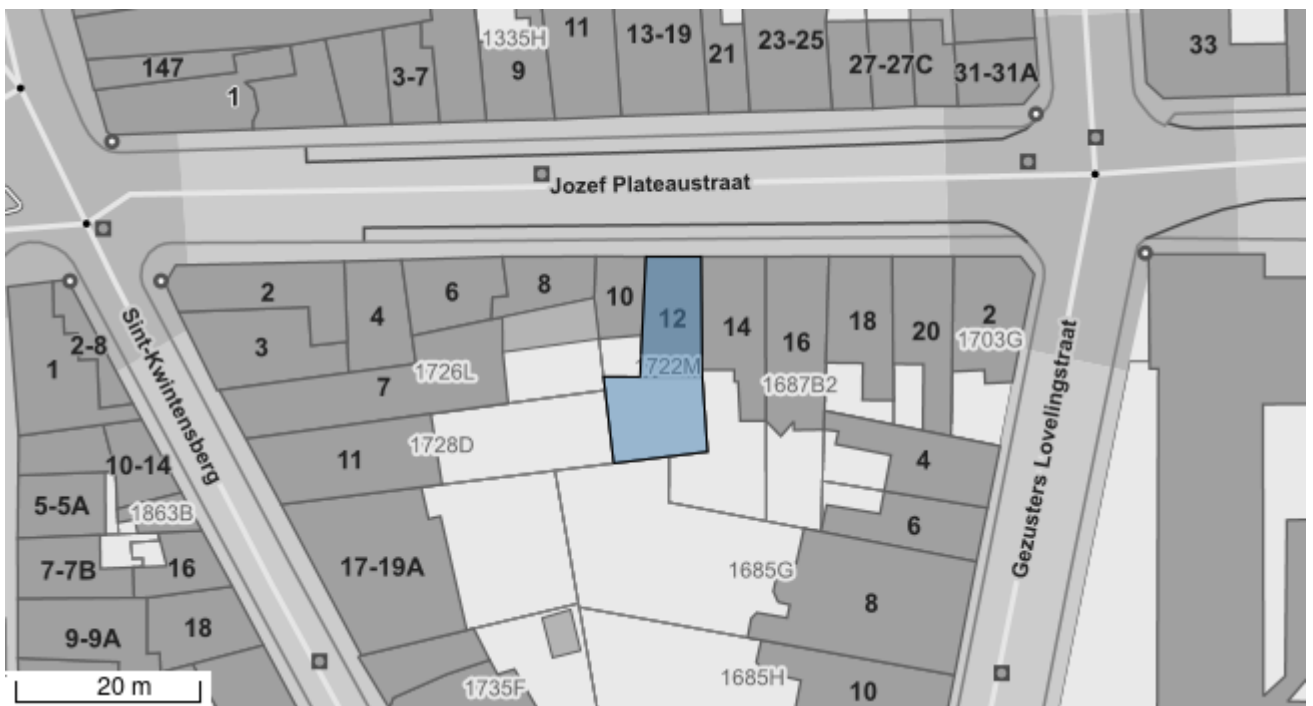 1335H
11
13-19
23-25
21
33
147
1
3-7
9
27-27C
31-31A
Jozef Plateaustraat
2
4
6
8
10
12
14
16
18
20
2
1703G
1
2-8
Sint-Kwintensberg
3
7
1726L
1722M
1687B2
Gezusters Lovelingstraat
11
1728D
4
10-14
5-5A
1863B
6
7-7B
16
17-19A
1685G
8
9-9A
18
1735F
1685H
10
20 m